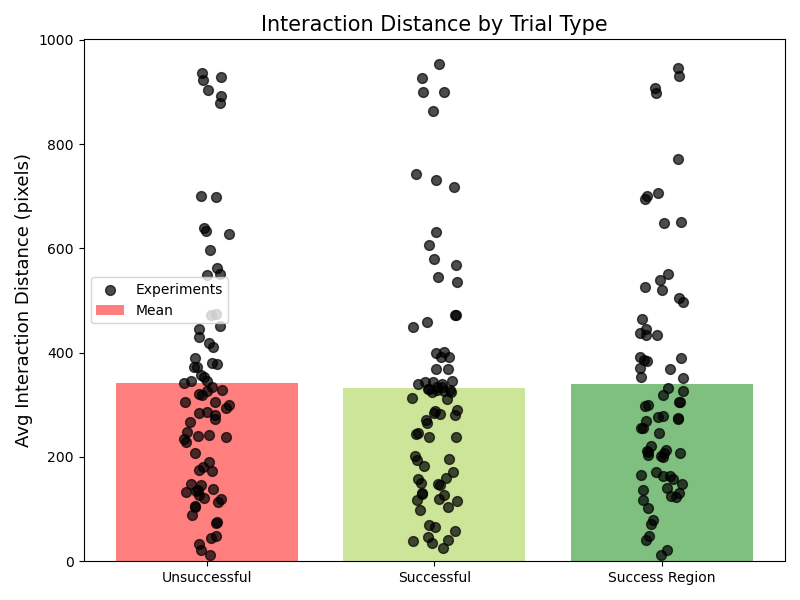 Interaction Distance by Trial Type
Avg Interaction Distance (pixels)
1000
800
600
400
200
0
Experiments
Mean
Unsuccessful
Successful
Success Region